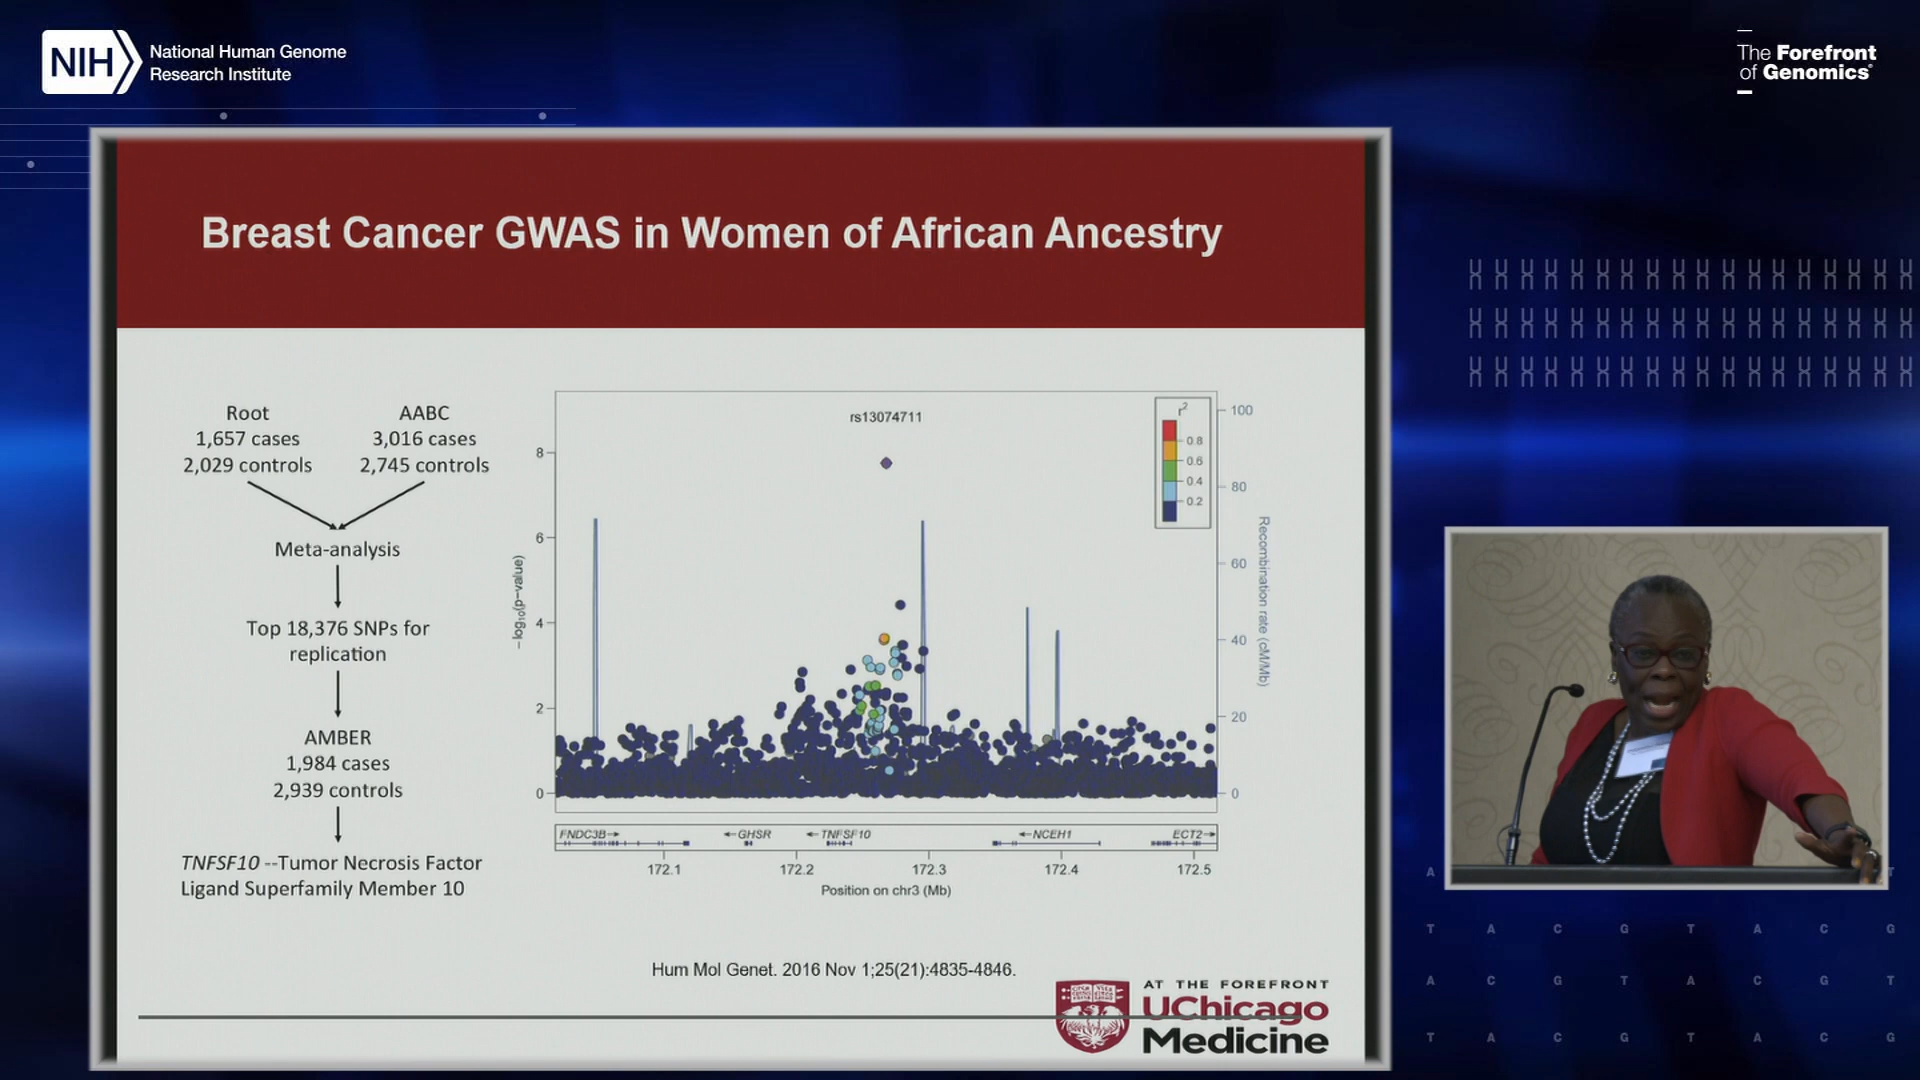 NIH
National Human Genome
Research Institute
The Forefront
of Genomics®
Breast Cancer GWAS in Women of African Ancestry
Root
1,657 cases
2,029 controls
AABC
3,016 cases
2,745 controls
Meta-analysis
Top 18,376 SNPs for
replication
AMBER
1,984 cases
2,939 controls
TNFSF10 --Tumor Necrosis Factor
Ligand Superfamily Member 10
rs13074711
r²
0.8
0.6
0.4
0.2
−log10(p−value)
8
6
4
2
0
100
80
60
40
20
0
Recombination rate (cM/Mb)
FNDC3B→
←GHSR
←TNFSF10
←NCEH1
ECT2→
172.1 172.2 172.3 172.4 172.5
Position on chr3 (Mb)
Hum Mol Genet. 2016 Nov 1;25(21):4835-4846.
AT THE FOREFRONT
UChicago
Medicine
A T
T A C G T A C G
A C G T A C G T
T A C G T A C G